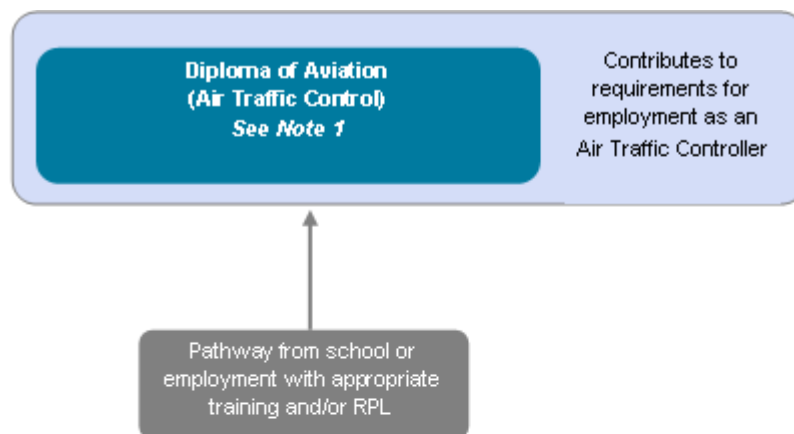 Diploma of Aviation
(Air Traffic Control)
See Note 1
Contributes to
requirements for
employment as an
Air Traffic Controller
Pathway from school or
employment with appropriate
training and/or RPL